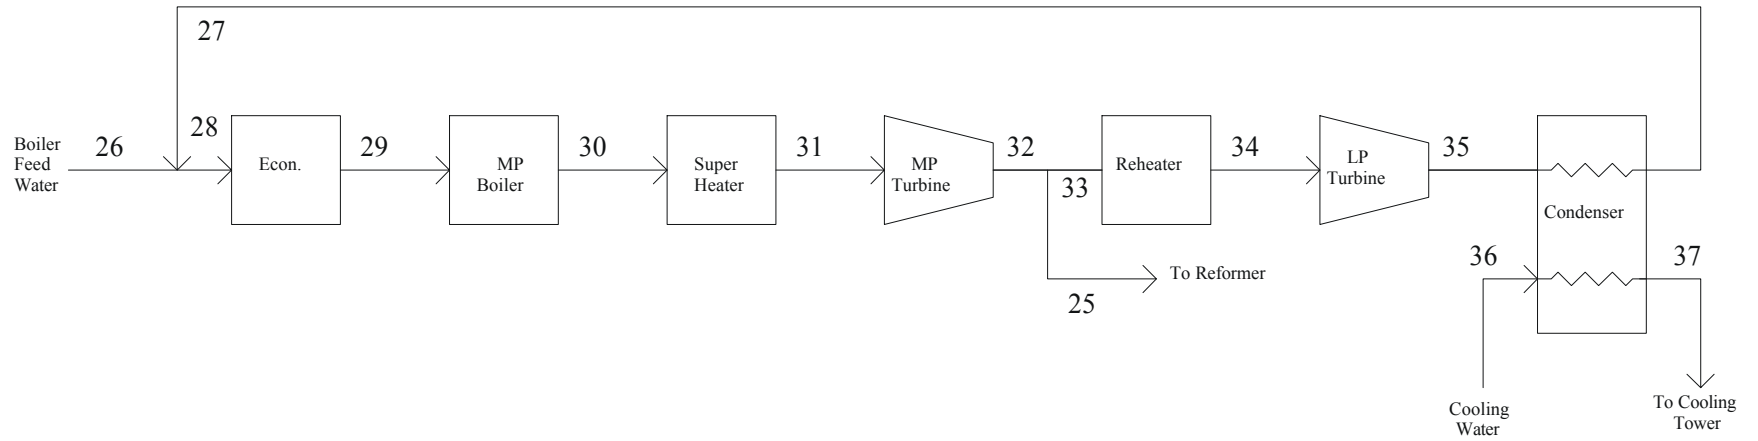 27
Boiler
Feed
Water
26
28
Econ.
29
MP
Boiler
30
Super
Heater
31
MP
Turbine
32
33
Reheater
34
LP
Turbine
35
Condenser
25
To Reformer
36
37
Cooling
Water
To Cooling
Tower